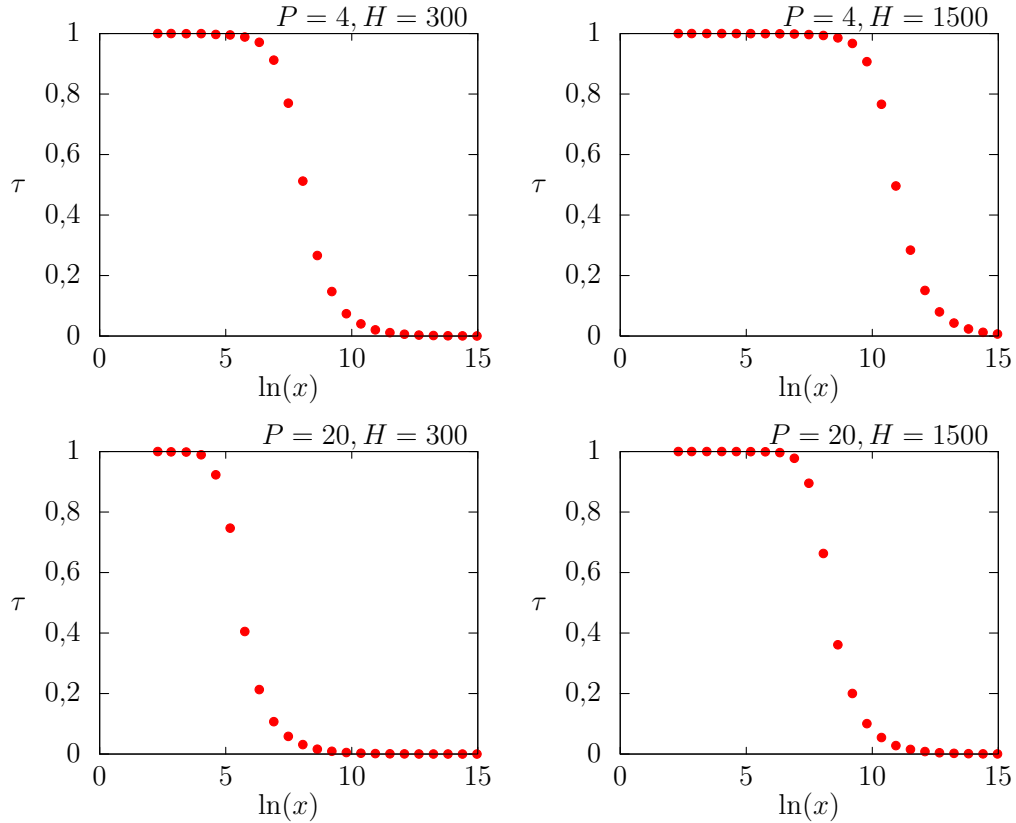 P = 4, H = 300
1
0,8
0,6
τ
0,4
0,2
0
0 5 10 15
ln(x)
P = 4, H = 1500
1
0,8
0,6
τ
0,4
0,2
0
0 5 10 15
ln(x)
P = 20, H = 300
1
0,8
0,6
τ
0,4
0,2
0
0 5 10 15
ln(x)
P = 20, H = 1500
1
0,8
0,6
τ
0,4
0,2
0
0 5 10 15
ln(x)